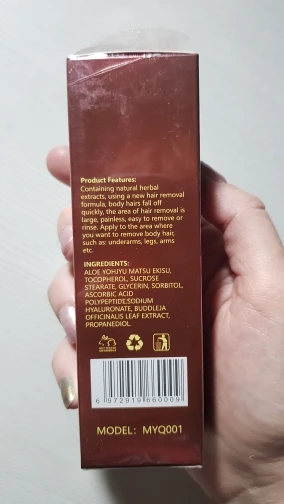 Product Features:
Containing natural herbal
extracts, using a new hair removal
formula, body hairs fall off
quickly, the area of hair removal is
large, painless, easy to remove or
rinse. Apply to the area where
you want to remove body hair,
such as: underarms, legs, arms
etc.
INGREDIENTS:
ALOE YOHJYU MATSU EKISU,
TOCOPHEROL, SUCROSE
STEARATE, GLYCERIN, SORBITOL,
ASCORBIC ACID
POLYPEPTIDE,SODIUM
HYALURONATE, BUDDLEJA
OFFICINALIS LEAF EXTRACT,
PROPANEDIOL.
6 972919 660009
MODEL: MYQ001